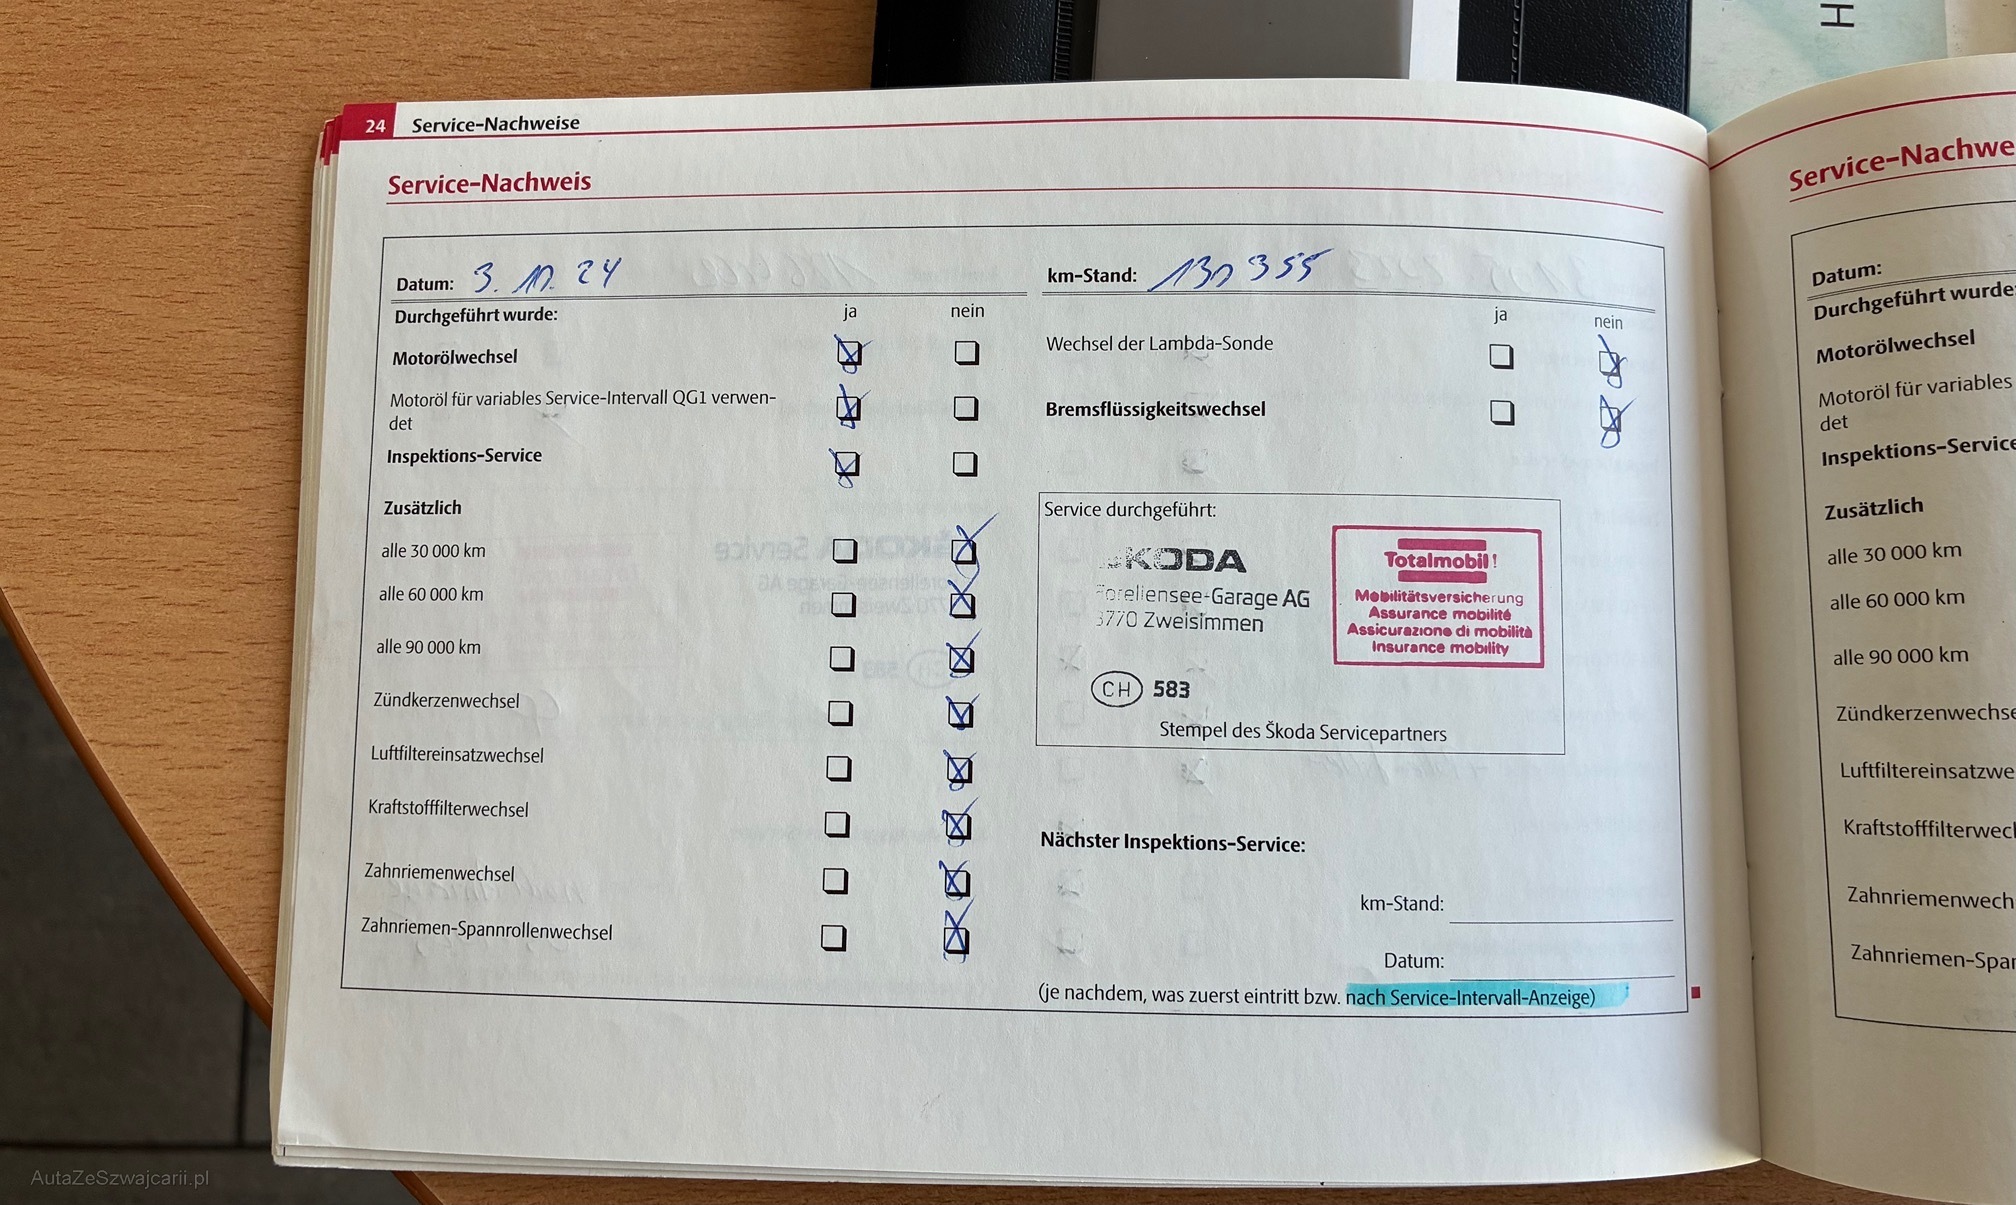 H
24 Service-Nachweise
Service-Nachweis
Datum: 3. 10. 24
Durchgeführt wurde: ja nein
Motorölwechsel
Motoröl für variables Service-Intervall QG1 verwen-
det
Inspektions-Service
Zusätzlich
alle 30 000 km
alle 60 000 km
alle 90 000 km
Zündkerzenwechsel
Luftfiltereinsatzwechsel
Kraftstofffilterwechsel
Zahnriemenwechsel
Zahnriemen-Spannrollenwechsel
km-Stand: 130 355
ja nein
Wechsel der Lambda-Sonde
Bremsflüssigkeitswechsel
Service durchgeführt:
ŠKODA
Forellensee-Garage AG
3770 Zweisimmen
CH 583
Totalmobil!
Mobilitätsversicherung
Assurance mobilité
Assicurazione di mobilità
Insurance mobility
Stempel des Škoda Servicepartners
Nächster Inspektions-Service:
km-Stand:
Datum:
(je nachdem, was zuerst eintritt bzw. nach Service-Intervall-Anzeige)
Service-Nachwe
Datum:
Durchgeführt wurde:
Motorölwechsel
Motoröl für variables
det
Inspektions-Service
Zusätzlich
alle 30 000 km
alle 60 000 km
alle 90 000 km
Zündkerzenwechse
Luftfiltereinsatzwe
Kraftstofffilterwecl
Zahnriemenwech
Zahnriemen-Spar
AutaZeSzwajcarii.pl